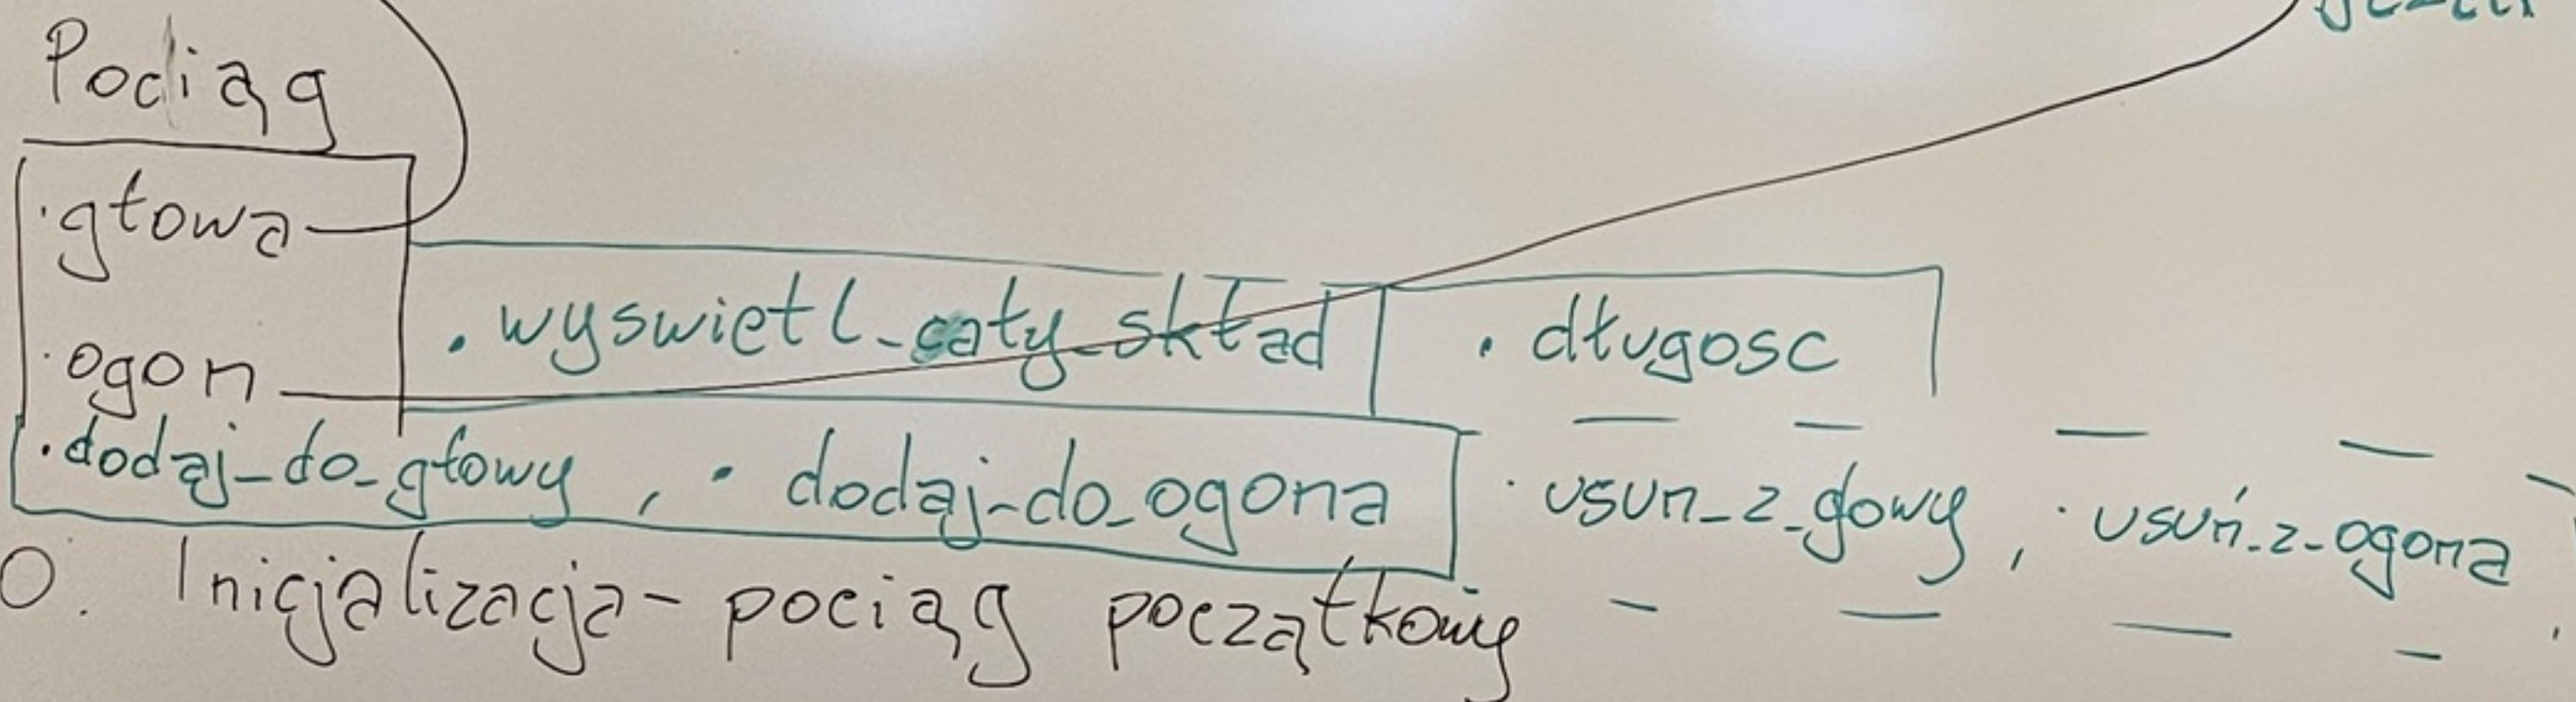 Pociąg
·głowa
·ogon
·wyswietl_cały_skład
·długosc
·dodaj_do_głowy, ·dodaj_do_ogona
·usun_z_głowy, ·usuń_z_ogona
0. Inicjalizacja - pociąg początkowy